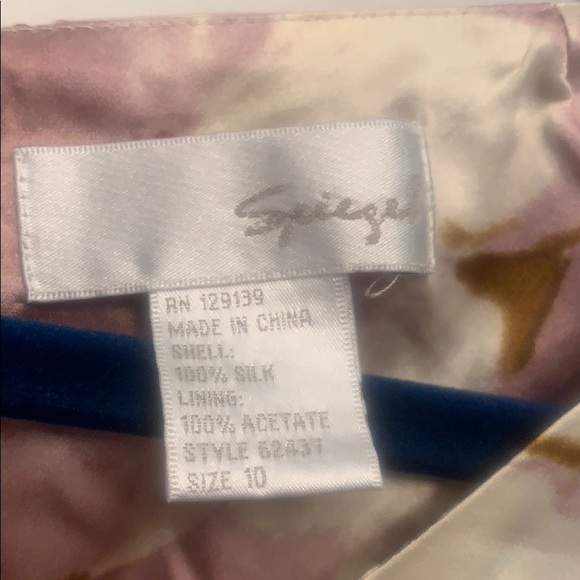 Spiegel
RN 129139
MADE IN CHINA
SHELL:
100% SILK
LINING:
100% ACETATE
STYLE 62437
SIZE 10